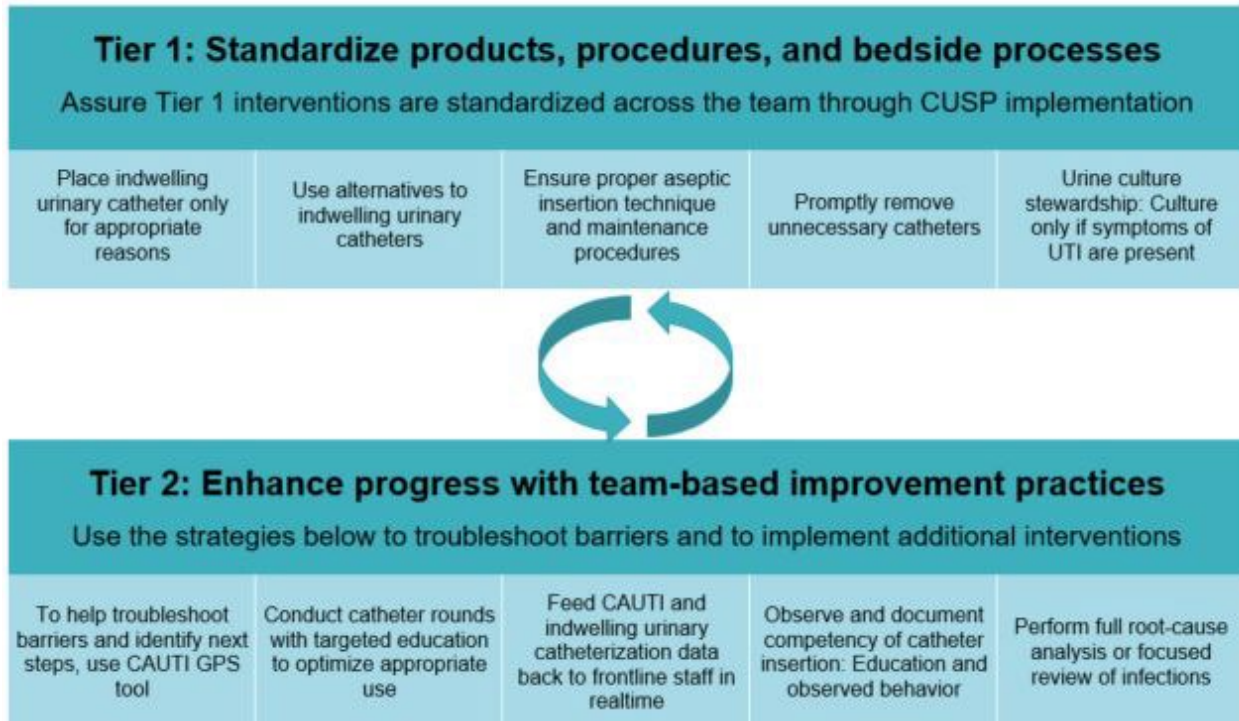 Tier 1: Standardize products, procedures, and bedside processes
Assure Tier 1 interventions are standardized across the team through CUSP implementation
Place indwelling
urinary catheter only
for appropriate
reasons
Use alternatives to
indwelling urinary
catheters
Ensure proper aseptic
insertion technique
and maintenance
procedures
Promptly remove
unnecessary catheters
Urine culture
stewardship: Culture
only if symptoms of
UTI are present
Tier 2: Enhance progress with team-based improvement practices
Use the strategies below to troubleshoot barriers and to implement additional interventions
To help troubleshoot
barriers and identify next
steps, use CAUTI GPS
tool
Conduct catheter rounds
with targeted education
to optimize appropriate
use
Feed CAUTI and
indwelling urinary
catheterization data
back to frontline staff in
realtime
Observe and document
competency of catheter
insertion: Education and
observed behavior
Perform full root-cause
analysis or focused
review of infections